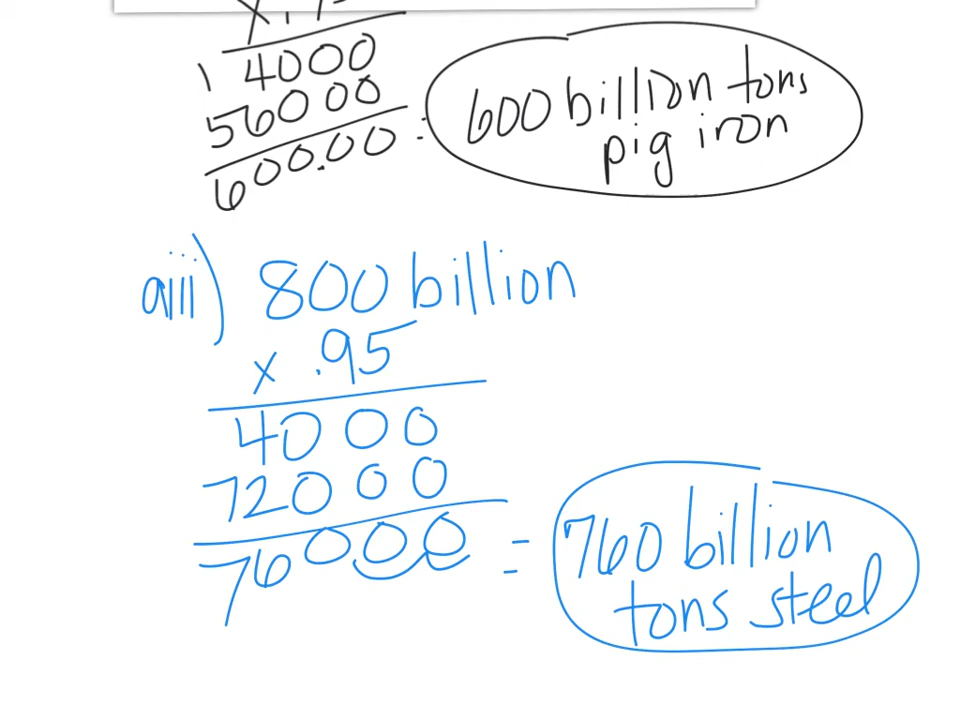 1 4000
56000
600.00 =
600 billion tons
pig iron
aiii) 800 billion
x .95
4000
72000
76000 =
760 billion
tons steel